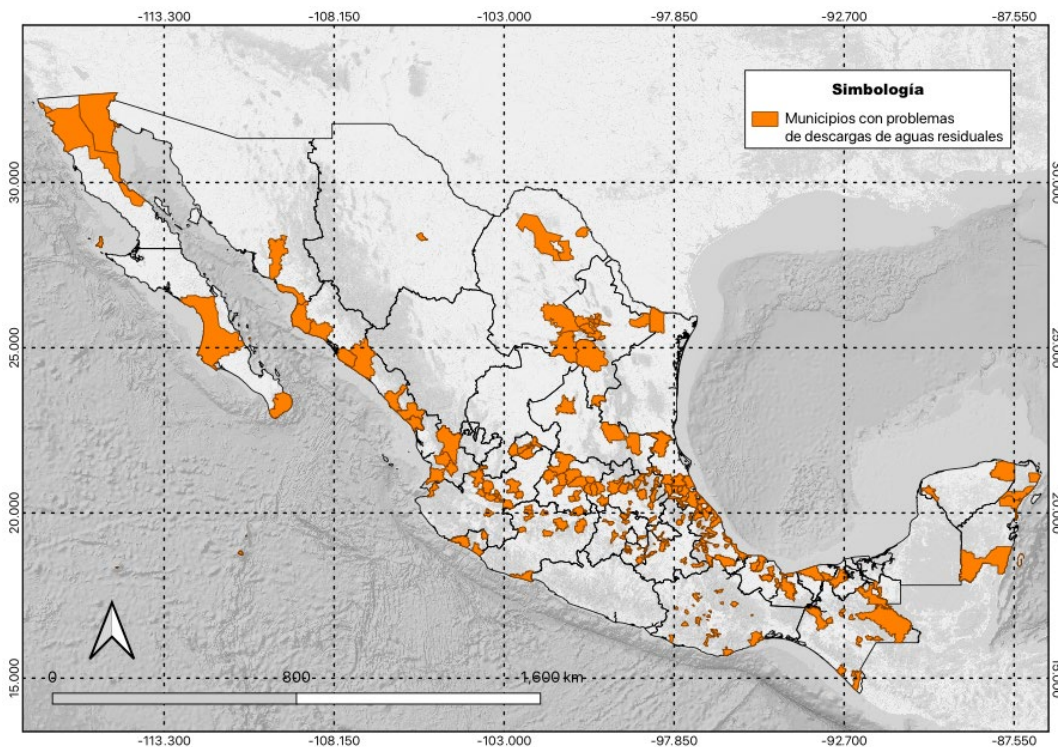 -113.300 -108.150 -103.000 -97.850 -92.700 -87.550
Simbología
Municipios con problemas
de descargas de aguas residuales
30.000 30.000
25.000 25.000
20.000 20.000
15.000 15.000
0 800 1,600 km
-113.300 -108.150 -103.000 -97.850 -92.700 -87.550